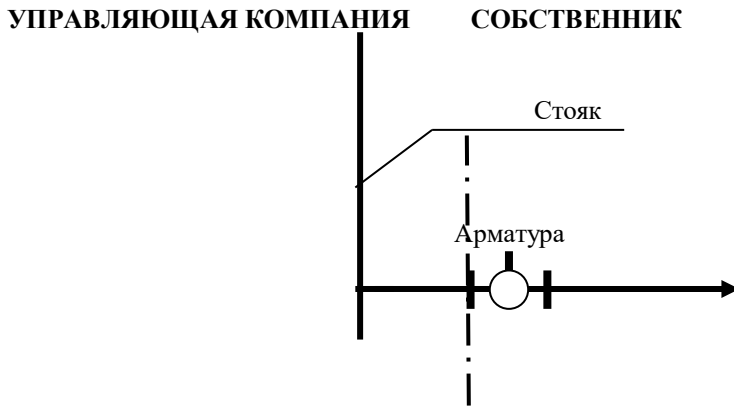 УПРАВЛЯЮЩАЯ КОМПАНИЯ СОБСТВЕННИК
Стояк
Арматура